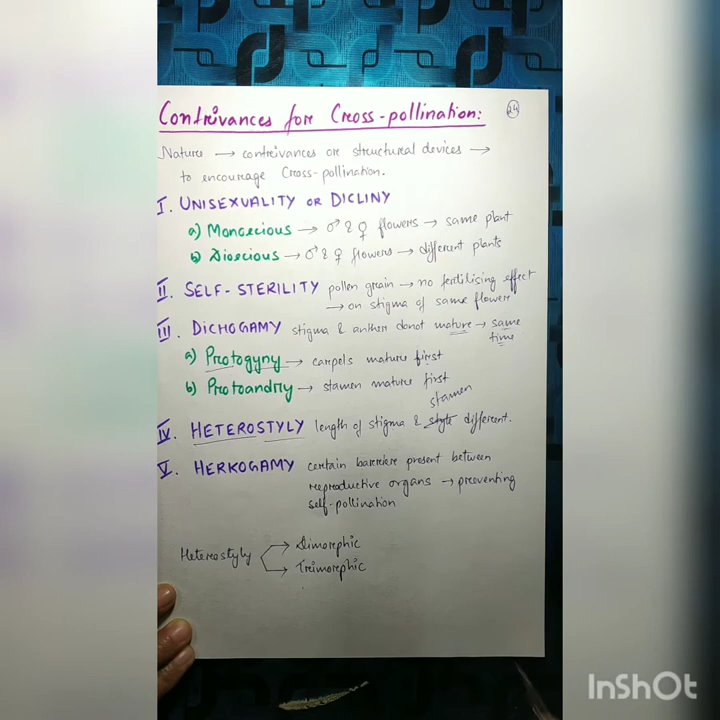 Contrivances for Cross-pollination:
24
Nature → contrivances or structural devices →
to encourage Cross-pollination.
I. UNISEXUALITY OR DICLINY
a) Monoecious → ♂ & ♀ flowers → same plant
b) Dioecious → ♂ & ♀ flowers → different plants
II. SELF-STERILITY pollen grain → no fertilising effect
→ on stigma of same flower
III. DICHOGAMY stigma & anther donot mature → same
time
a) Protogyny → carpels mature first
b) Protoandry → stamen mature first
stamen
IV. HETEROSTYLY length of stigma & style different.
V. HERKOGAMY certain barrier present between
reproductive organs → preventing
self-pollination
Heterostyly → Dimorphic
→ Trimorphic
InShOt